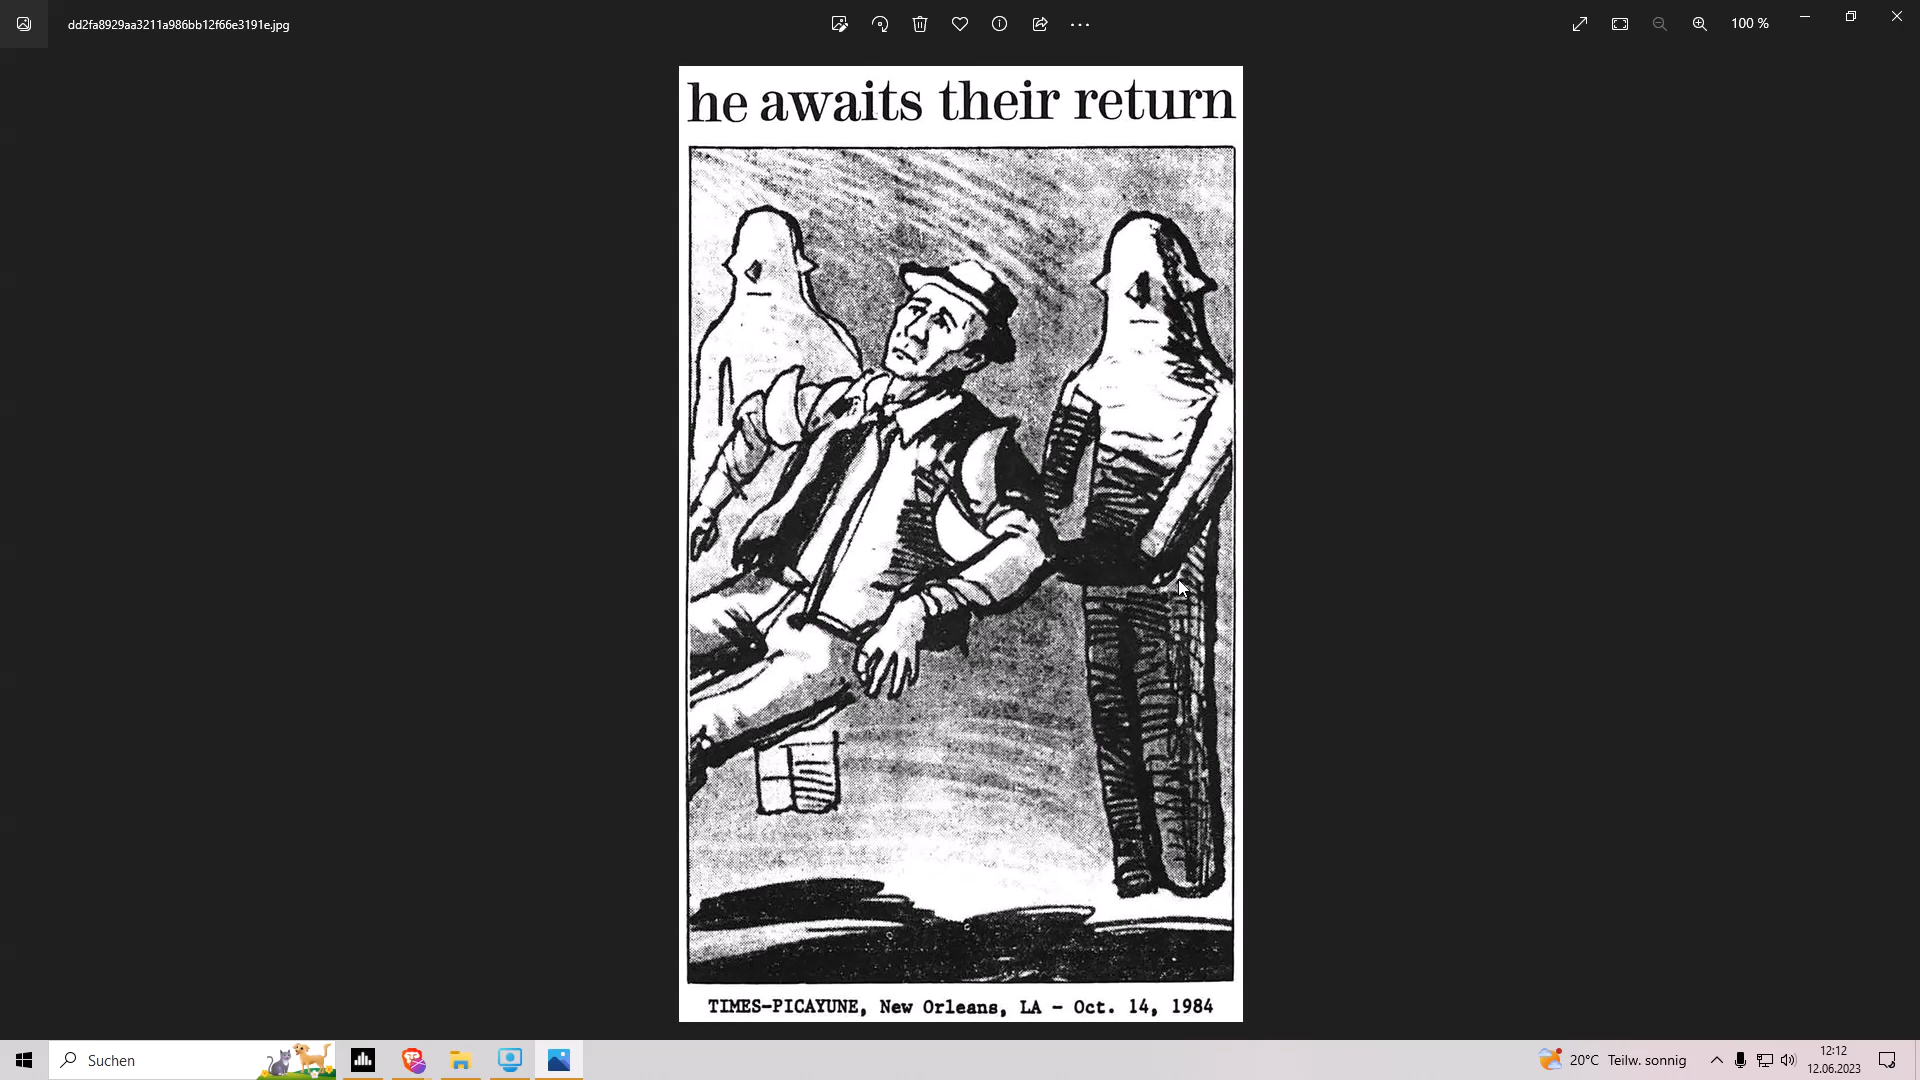 dd2fa8929aa3211a986bb12f66e3191e.jpg
100 %
he awaits their return
TIMES-PICAYUNE, New Orleans, LA - Oct. 14, 1984
Suchen
20°C Teilw. sonnig
12:12
12.06.2023